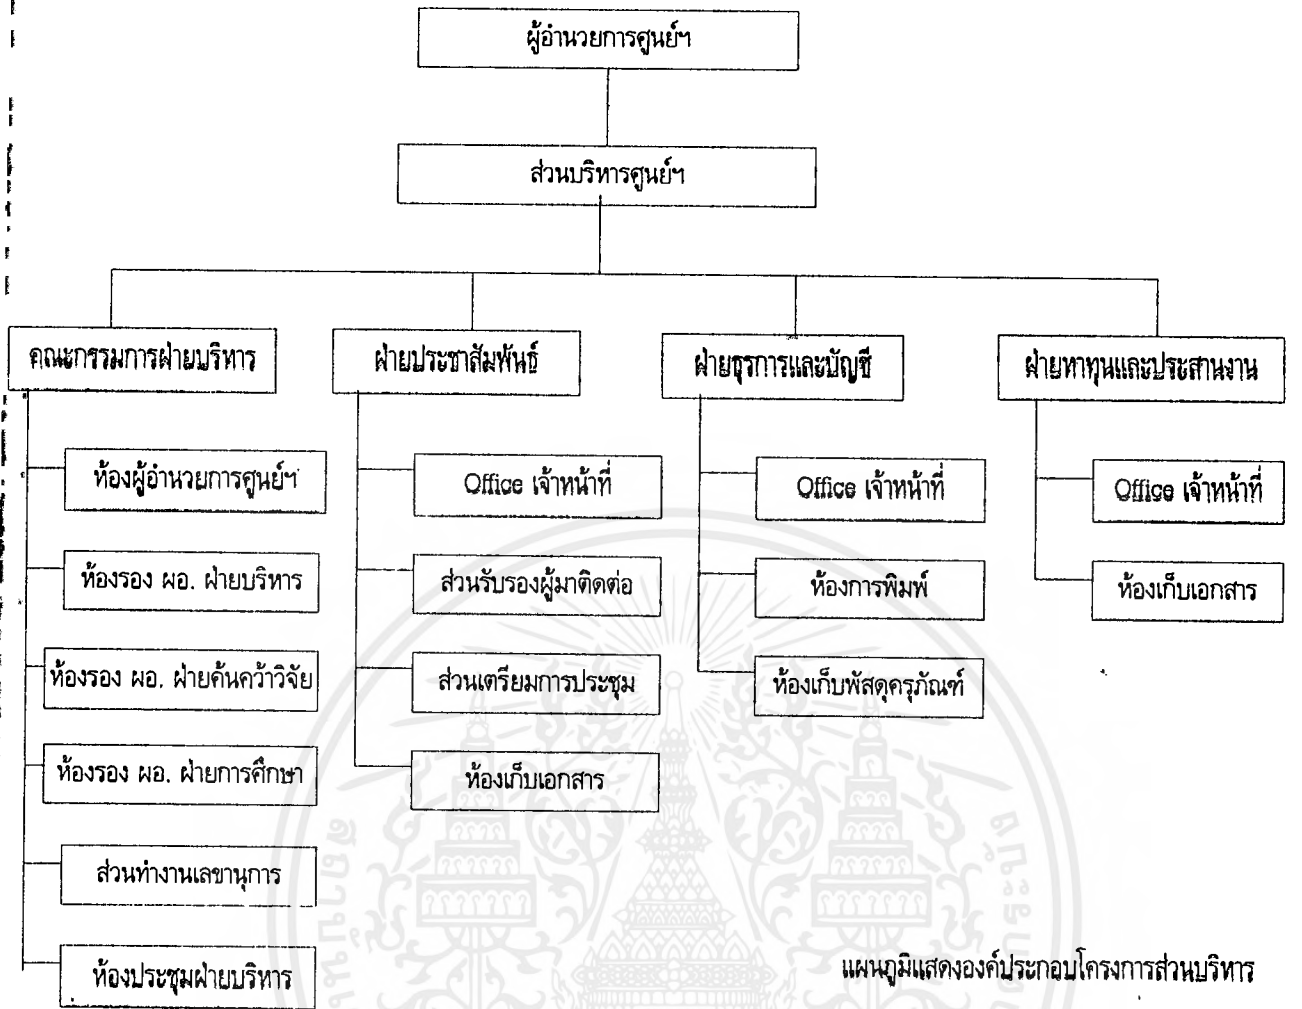 ผู้อำนวยการศูนย์ฯ
ส่วนบริหารศูนย์ฯ
คณะกรรมการฝ่ายบริหาร
ฝ่ายประชาสัมพันธ์
ฝ่ายธุรการและบัญชี
ฝ่ายหาทุนและประสานงาน
ห้องผู้อำนวยการศูนย์ฯ
ห้องรอง ผอ. ฝ่ายบริหาร
ห้องรอง ผอ. ฝ่ายค้นคว้าวิจัย
ห้องรอง ผอ. ฝ่ายการศึกษา
ส่วนทำงานเลขานุการ
ห้องประชุมฝ่ายบริหาร
Office เจ้าหน้าที่
ส่วนรับรองผู้มาติดต่อ
ส่วนเตรียมการประชุม
ห้องเก็บเอกสาร
Office เจ้าหน้าที่
ห้องการพิมพ์
ห้องเก็บพัสดุครุภัณฑ์
Office เจ้าหน้าที่
ห้องเก็บเอกสาร
แผนภูมิแสดงองค์ประกอบโครงการส่วนบริหาร